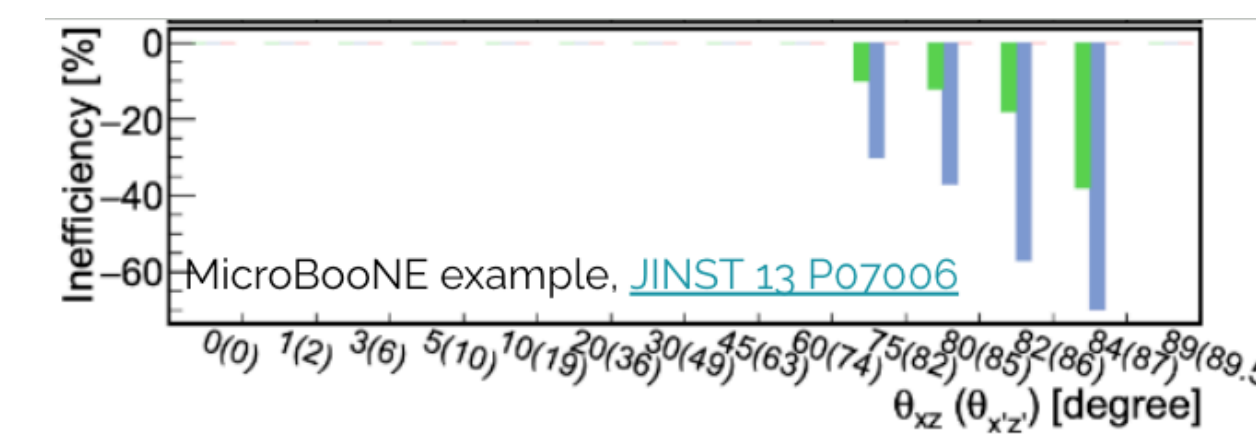 Inefficiency [%]
0
−20
−40
−60
MicroBooNE example, JINST 13 P07006
0(0) 1(2) 3(6) 5(10) 10(19) 20(36) 30(49) 45(63) 60(74) 75(82) 80(85) 82(86) 84(87) 89(89.5
θxz (θx'z') [degree]